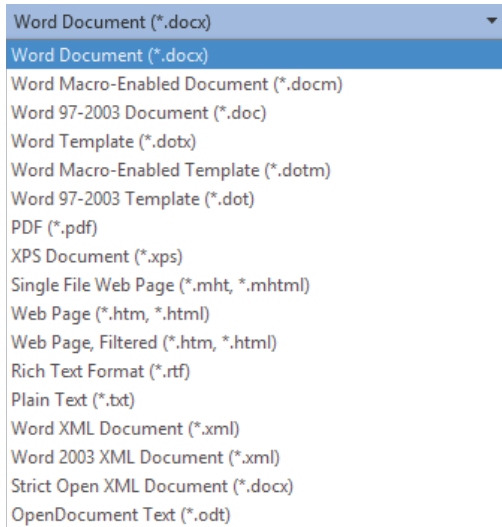 Word Document (*.docx)
Word Document (*.docx)
Word Macro-Enabled Document (*.docm)
Word 97-2003 Document (*.doc)
Word Template (*.dotx)
Word Macro-Enabled Template (*.dotm)
Word 97-2003 Template (*.dot)
PDF (*.pdf)
XPS Document (*.xps)
Single File Web Page (*.mht, *.mhtml)
Web Page (*.htm, *.html)
Web Page, Filtered (*.htm, *.html)
Rich Text Format (*.rtf)
Plain Text (*.txt)
Word XML Document (*.xml)
Word 2003 XML Document (*.xml)
Strict Open XML Document (*.docx)
OpenDocument Text (*.odt)